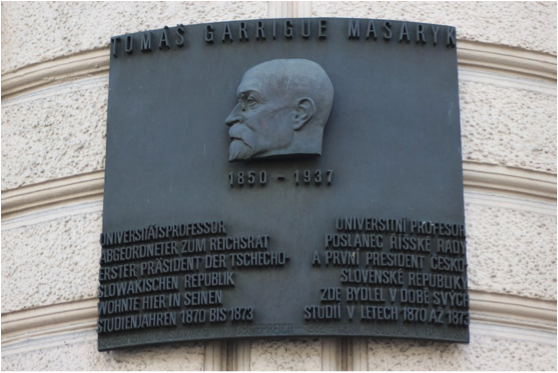 TOMÁŠ GARRIGUE MASARYK
1850 - 1937
UNIVERSITÄTSPROFESSOR
ABGEORDNETER ZUM REICHSRAT
ERSTER PRÄSIDENT DER TSCHECHO-
SLOWAKISCHEN REPUBLIK
WOHNTE HIER IN SEINEN
STUDIENJAHREN 1870 BIS 1873
UNIVERSITNÍ PROFESOR
POSLANEC ŘÍŠSKÉ RADY
A PRVNÍ PRESIDENT ČESKO-
SLOVENSKÉ REPUBLIKY
ZDE BYDLEL V DOBĚ SVÝCH
STUDIÍ V LETECH 1870 AŽ 1873